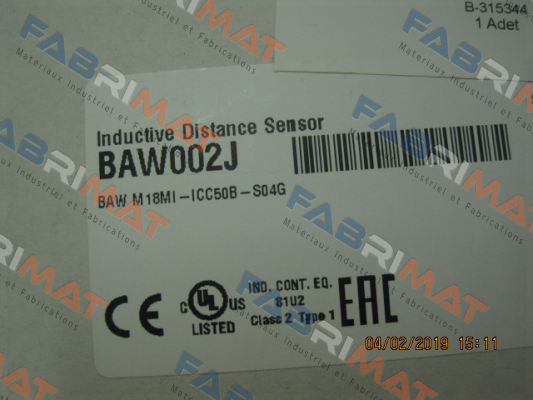 B-315344
1 Adet
Inductive Distance Sensor
BAW002J
BAW M18MI-ICC50B-S04G
CE
C UL US
LISTED
IND. CONT. EQ.
81U2
Class 2 Type 1
EAC
04/02/2019 15:11
FABRIMAT
Materiaux Industriel et Fabrications